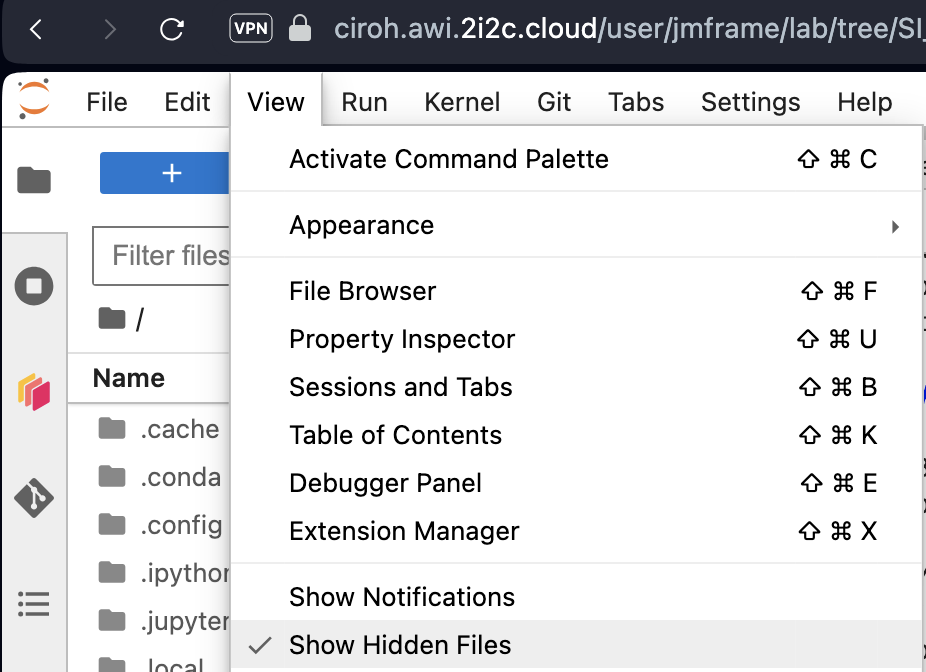 VPN ciroh.awi.2i2c.cloud/user/jmframe/lab/tree/SI_
File Edit View Run Kernel Git Tabs Settings Help
+
Activate Command Palette ⇧ ⌘ C
Appearance
Filter files
File Browser ⇧ ⌘ F
/
Property Inspector ⇧ ⌘ U
Name
Sessions and Tabs ⇧ ⌘ B
.cache
Table of Contents ⇧ ⌘ K
.conda
Debugger Panel ⇧ ⌘ E
.config
Extension Manager ⇧ ⌘ X
.ipython
Show Notifications
.jupyter
Show Hidden Files
.local